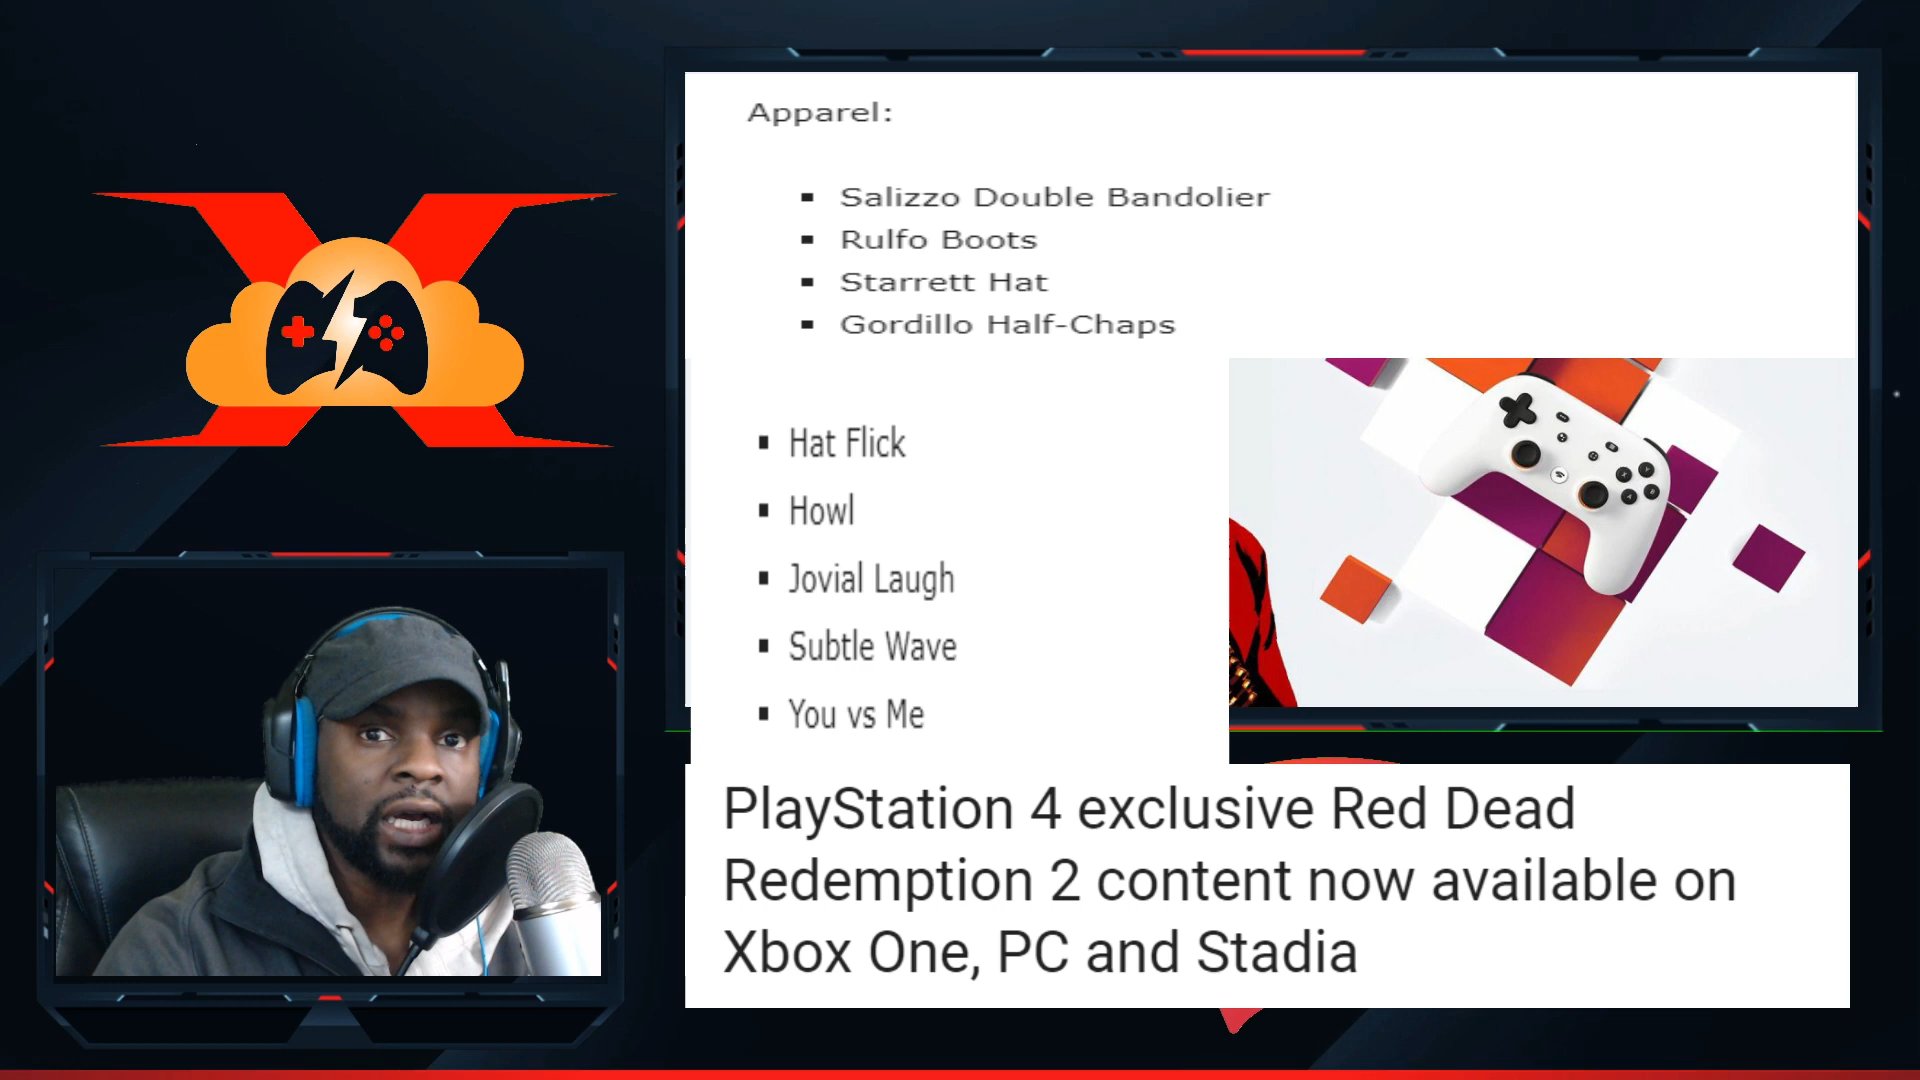 Apparel:
▪ Salizzo Double Bandolier
▪ Rulfo Boots
▪ Starrett Hat
▪ Gordillo Half-Chaps
▪ Hat Flick
▪ Howl
▪ Jovial Laugh
▪ Subtle Wave
▪ You vs Me
PlayStation 4 exclusive Red Dead
Redemption 2 content now available on
Xbox One, PC and Stadia